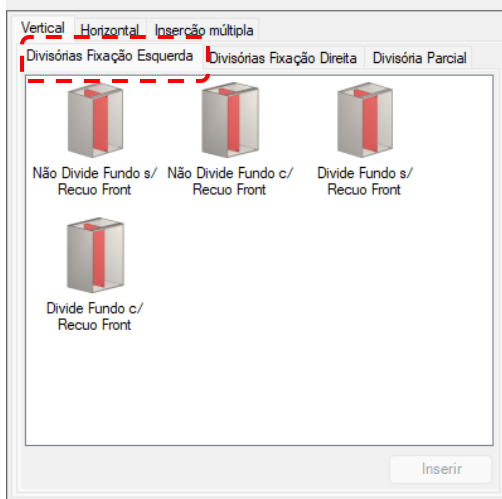 Vertical Horizontal Inserção múltipla
Divisórias Fixação Esquerda Divisórias Fixação Direita Divisória Parcial
Não Divide Fundo s/ Recuo Front
Não Divide Fundo c/ Recuo Front
Divide Fundo s/ Recuo Front
Divide Fundo c/ Recuo Front
Inserir